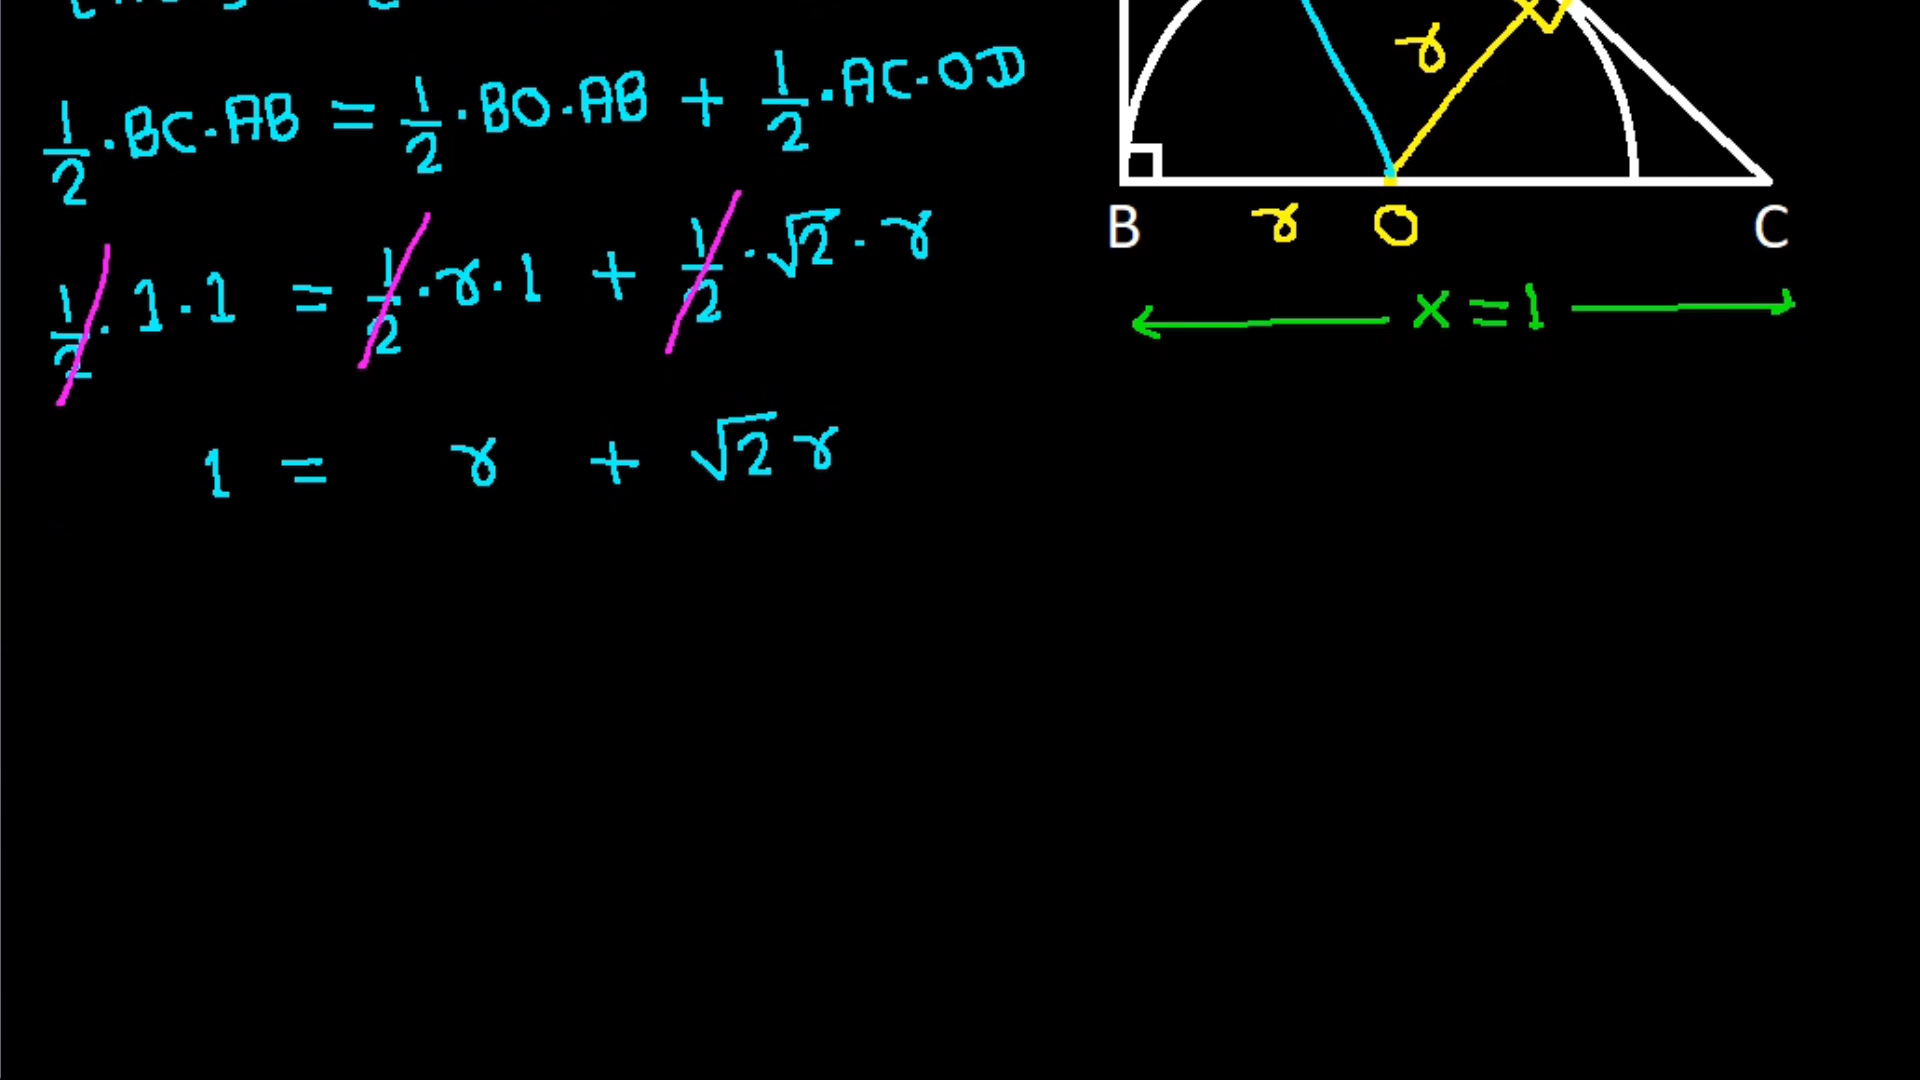 1/2 · BC · AB = 1/2 · BO · AB + 1/2 · AC · OD
1/2 · 1 · 1 = 1/2 · r · 1 + 1/2 · √2 · r
1 = r + √2 r
r
B r O C
x = 1